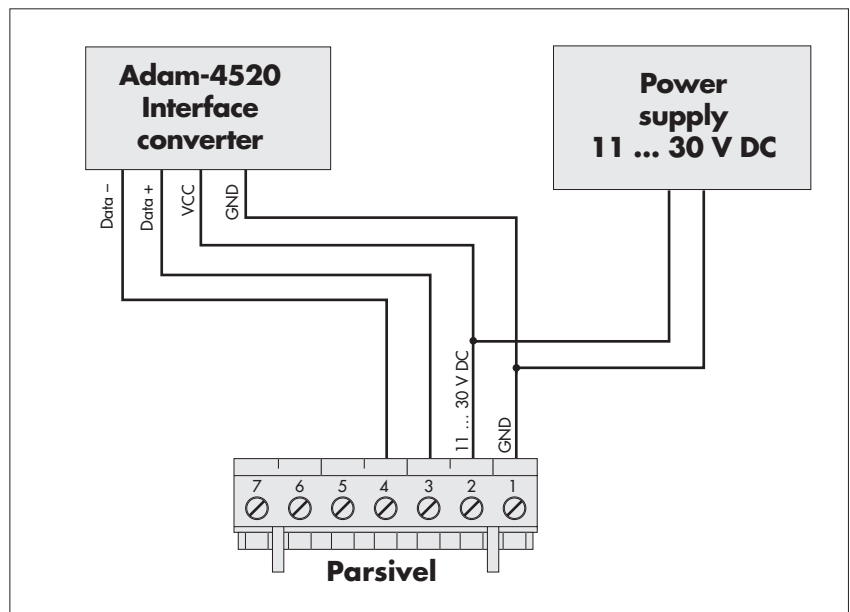 Adam-4520
Interface
converter
Power
supply
11 ... 30 V DC
Data –
Data +
VCC
GND
11 ... 30 V DC
GND
7 6 5 4 3 2 1
Parsivel